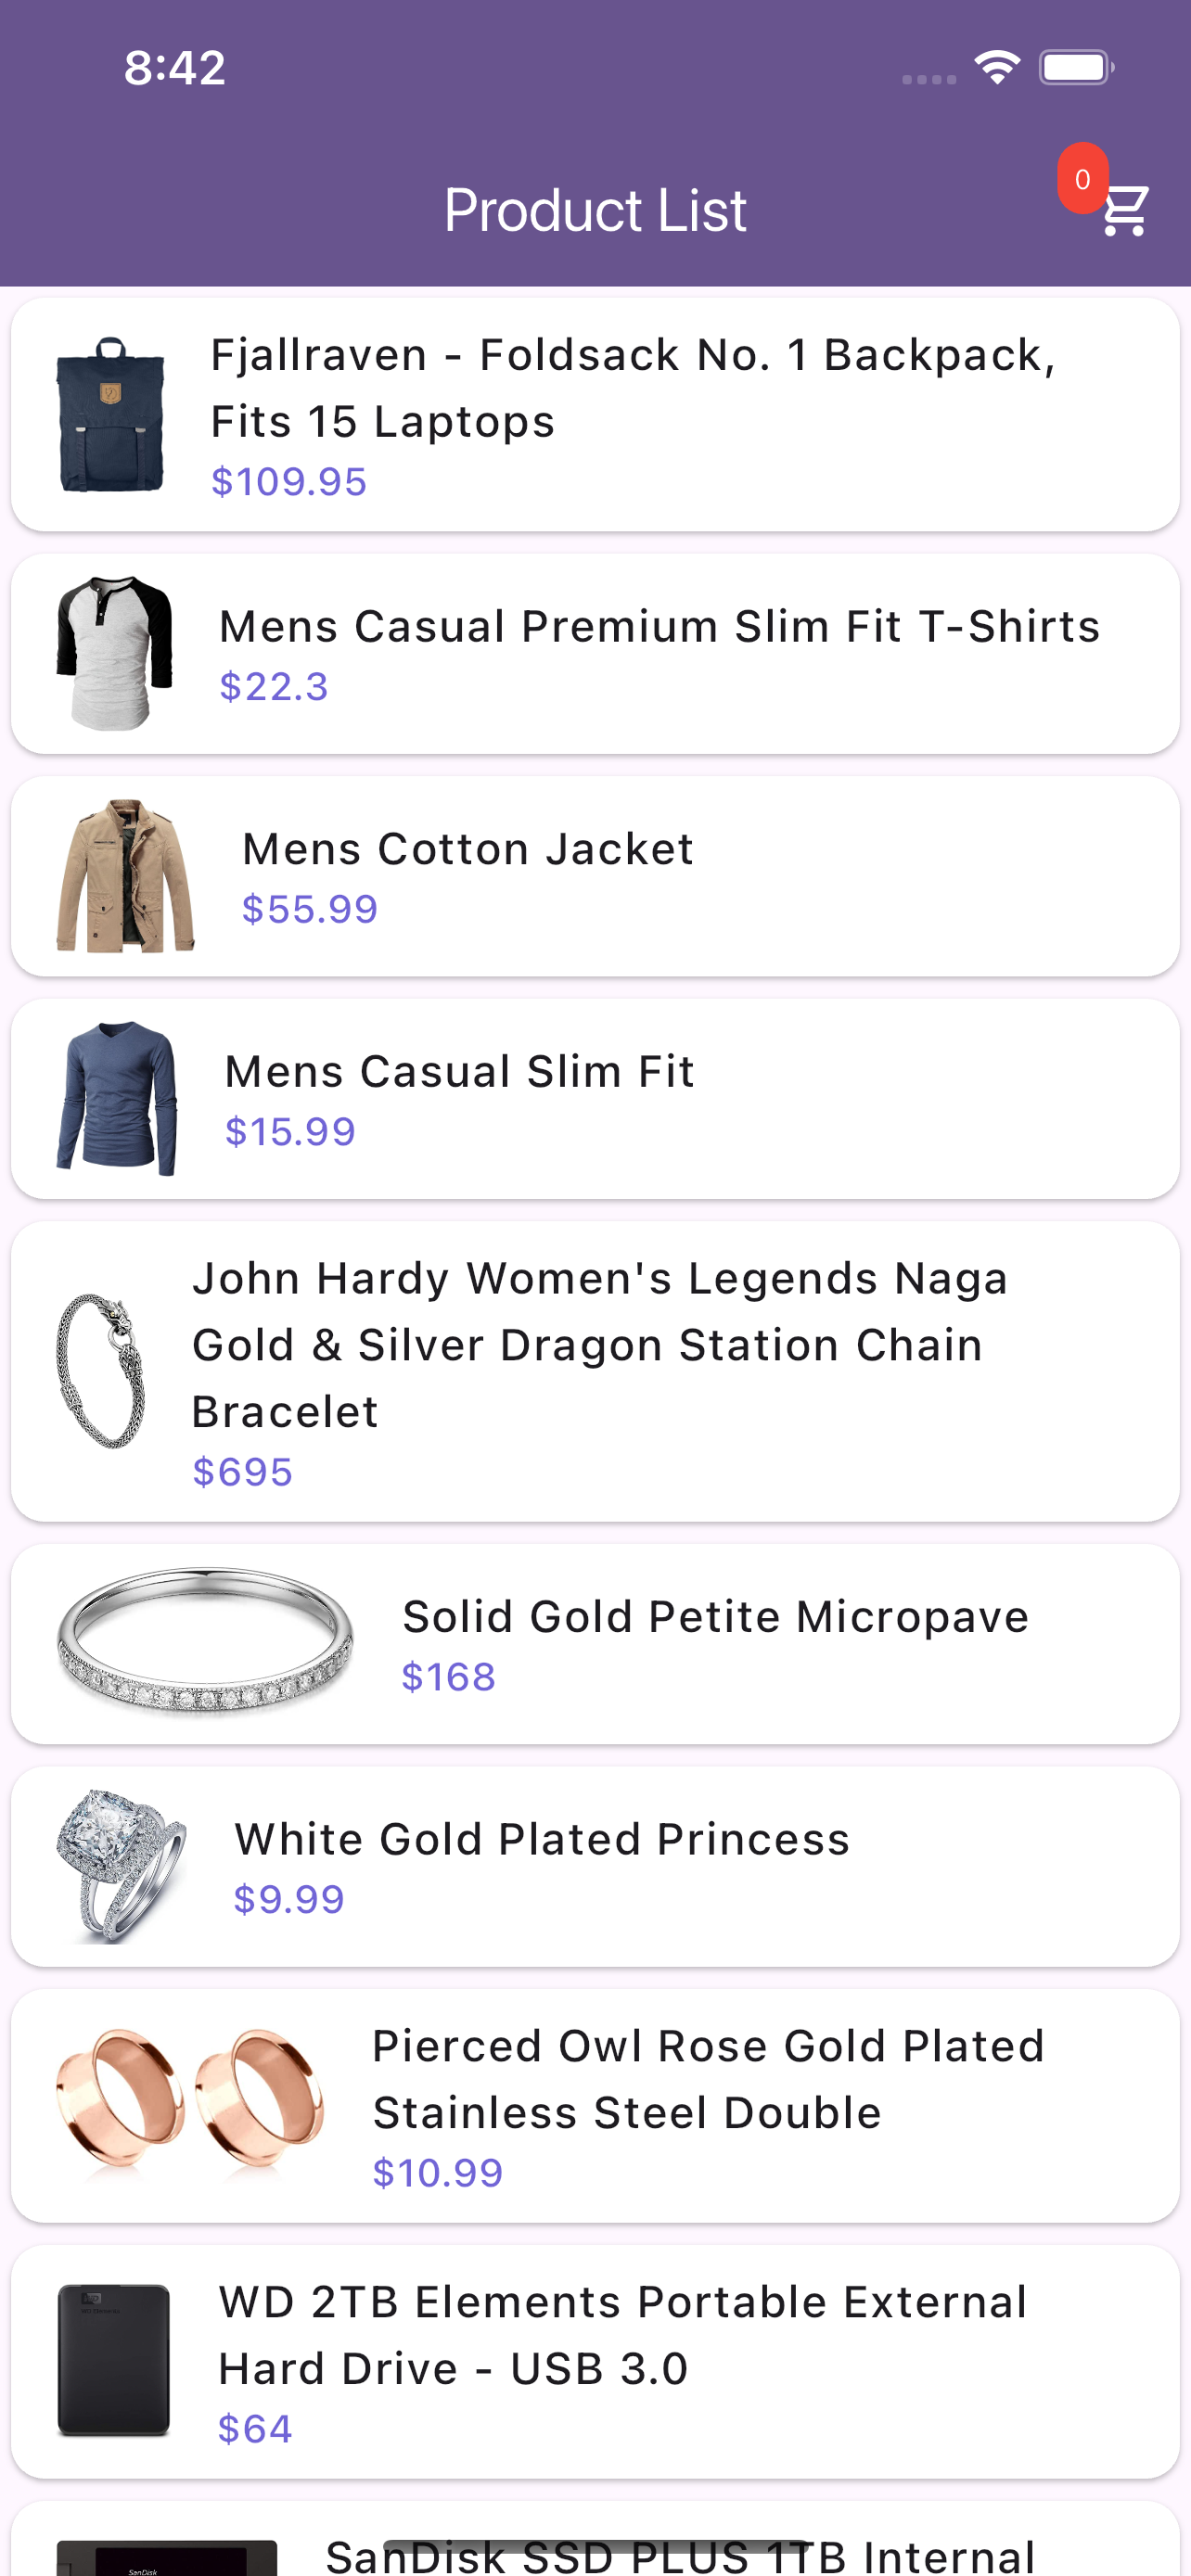 8:42
Product List
0
Fjallraven - Foldsack No. 1 Backpack,
Fits 15 Laptops
$109.95
Mens Casual Premium Slim Fit T-Shirts
$22.3
Mens Cotton Jacket
$55.99
Mens Casual Slim Fit
$15.99
John Hardy Women's Legends Naga
Gold & Silver Dragon Station Chain
Bracelet
$695
Solid Gold Petite Micropave
$168
White Gold Plated Princess
$9.99
Pierced Owl Rose Gold Plated
Stainless Steel Double
$10.99
WD 2TB Elements Portable External
Hard Drive - USB 3.0
$64
SanDisk
SanDisk SSD PLUS 1TB Internal